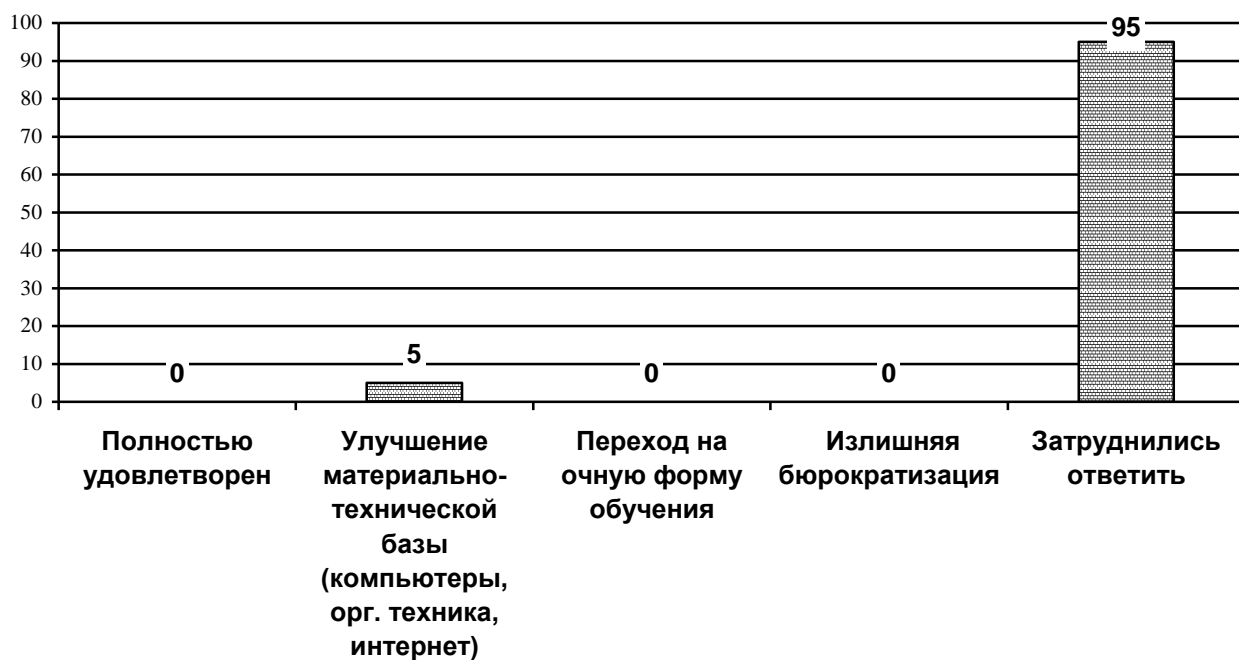 100
95
90
80
70
60
50
40
30
20
10
0
0
5
0
0
Полностью
удовлетворен
Улучшение
материально-
технической
базы
(компьютеры,
орг. техника,
интернет)
Переход на
очную форму
обучения
Излишняя
бюрократизация
Затруднились
ответить